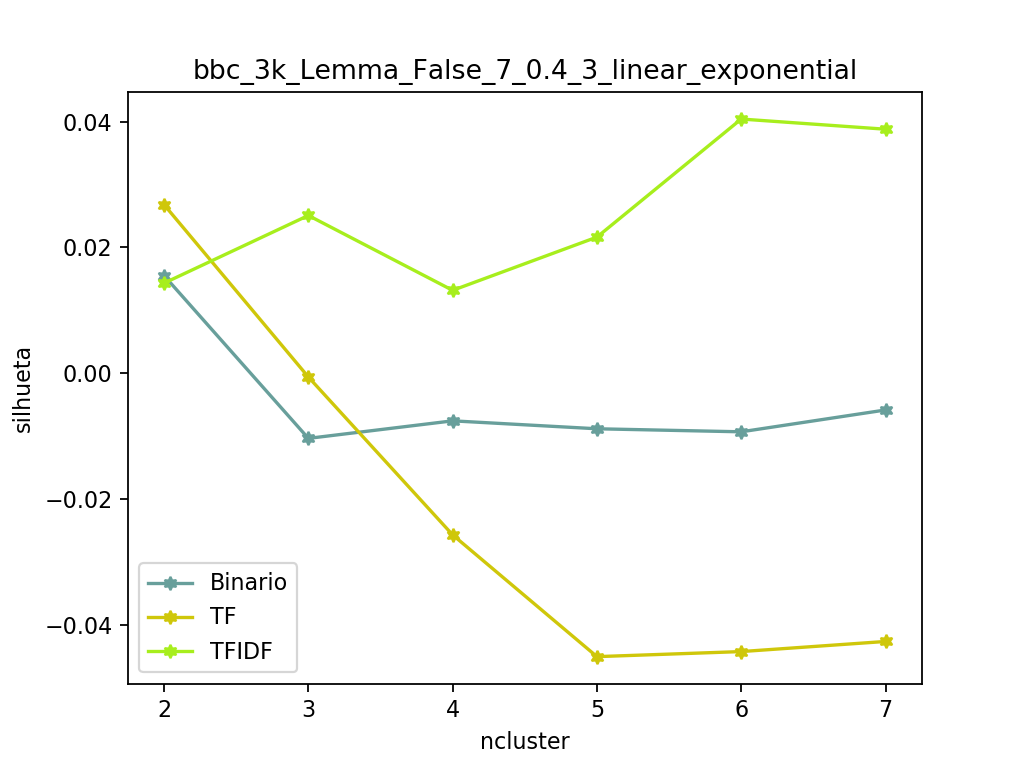 bbc_3k_Lemma_False_7_0.4_3_linear_exponential
0.04
0.02
0.00
−0.02
−0.04
silhueta
Binario
TF
TFIDF
2 3 4 5 6 7
ncluster